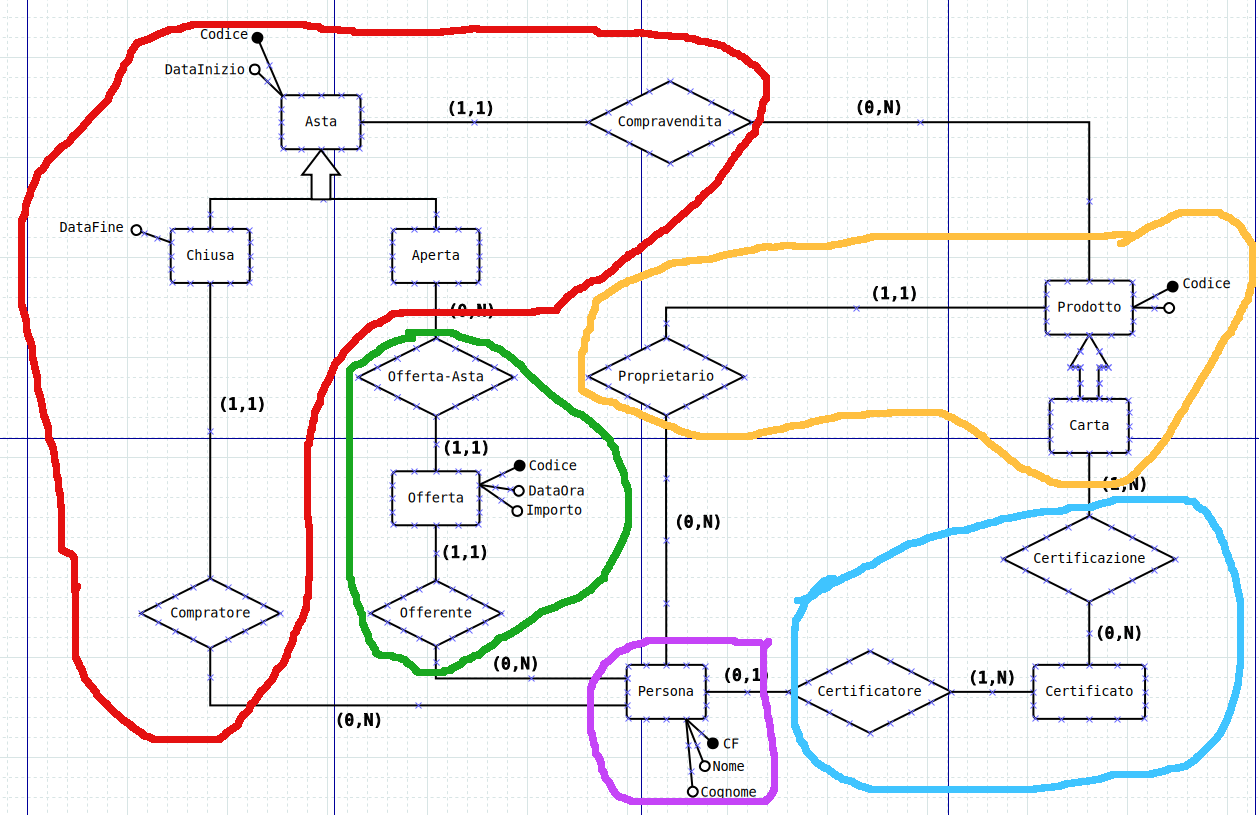 Codice
DataInizio
Asta
(1,1)
Compravendita
(0,N)
DataFine
Chiusa
Aperta
(0,N)
(1,1)
Prodotto
Codice
Offerta-Asta
Proprietario
(1,1)
Carta
(1,1)
Offerta
Codice
DataOra
Importo
(0,N)
(1,1)
Certificazione
Compratore
Offerente
(0,N)
(0,N)
Persona
(0,1
Certificatore
(1,N)
Certificato
(0,N)
CF
Nome
Cognome